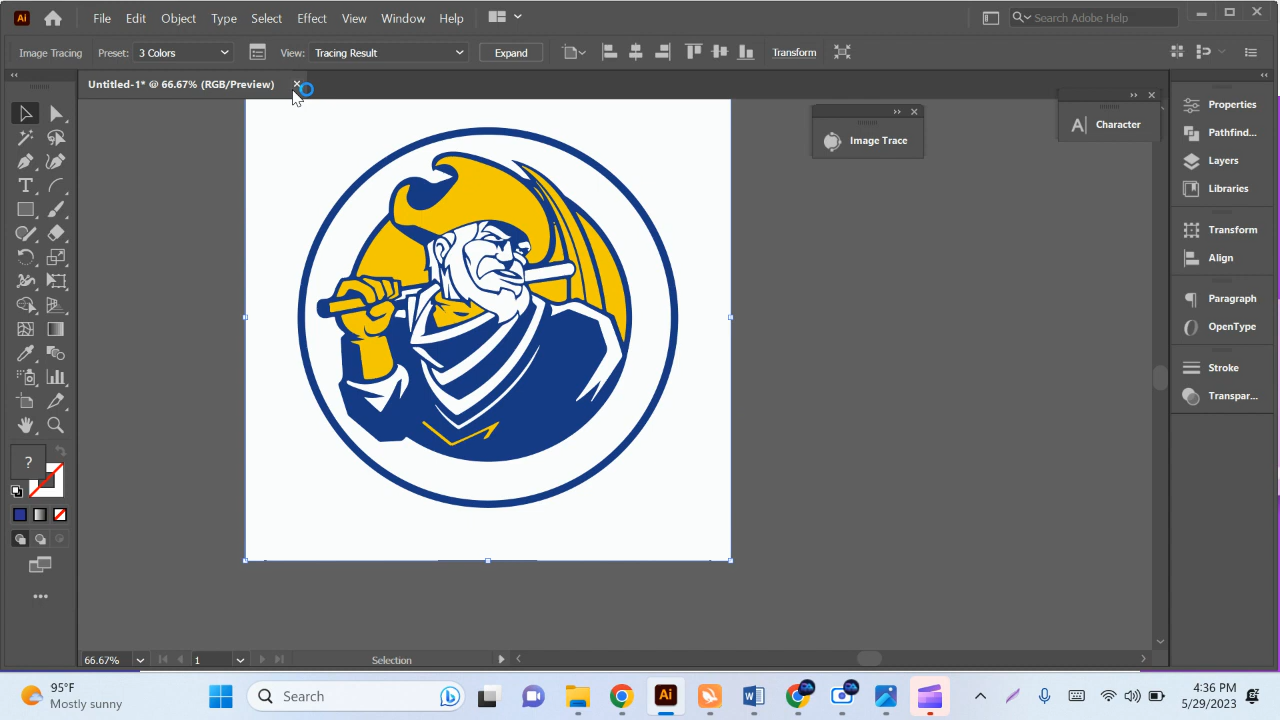 Ai File Edit Object Type Select Effect View Window Help Search Adobe Help
Image Tracing Preset: 3 Colors View: Tracing Result Expand Transform
Untitled-1* @ 66.67% (RGB/Preview)
Image Trace
A Character
Properties
Pathfind...
Layers
Libraries
Transform
Align
Paragraph
OpenType
Stroke
Transpar...
T
?
66.67% 1 Selection
95°F
Mostly sunny
Search
Ai
W
4:36 PM
5/29/2023